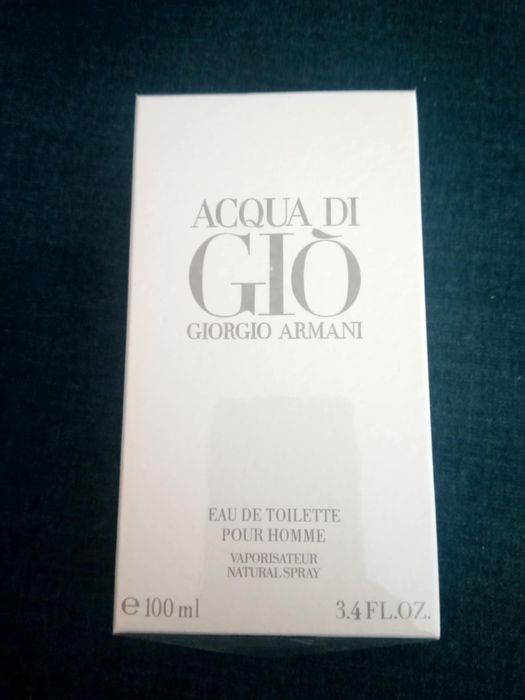 ACQUA DI
GIÒ
GIORGIO ARMANI
EAU DE TOILETTE
POUR HOMME
VAPORISATEUR
NATURAL SPRAY
℮ 100 ml 3.4 FL.OZ.